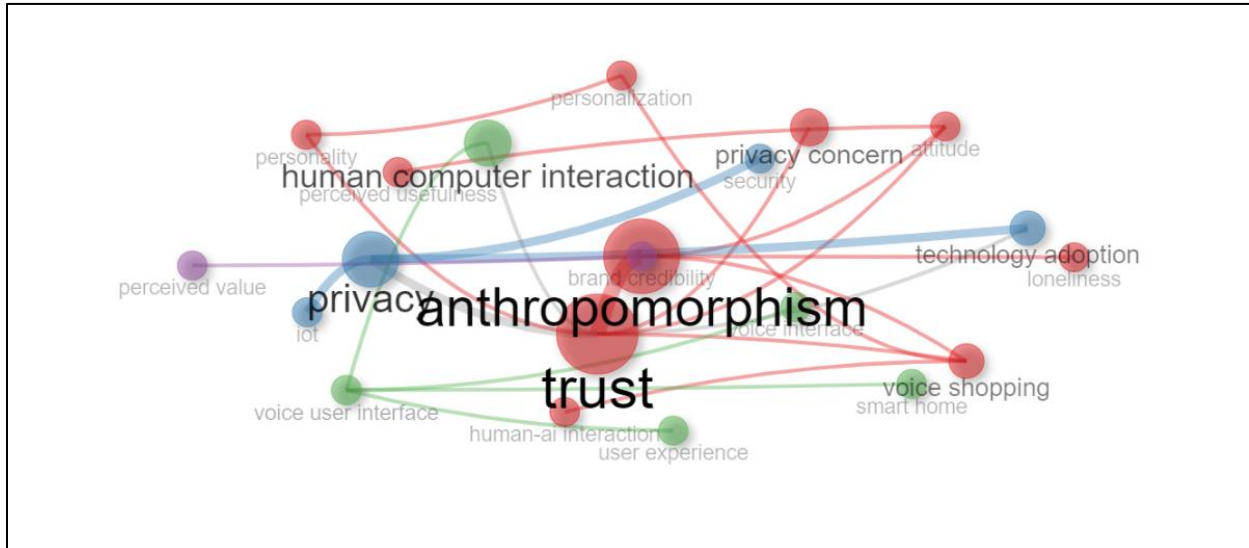 personalization
personality
privacy concern
attitude
human computer interaction
perceived usefulness
security
technology adoption
brand credibility
loneliness
perceived value
privacy
anthropomorphism
iot
voice interface
trust
voice shopping
voice user interface
smart home
human-ai interaction
user experience